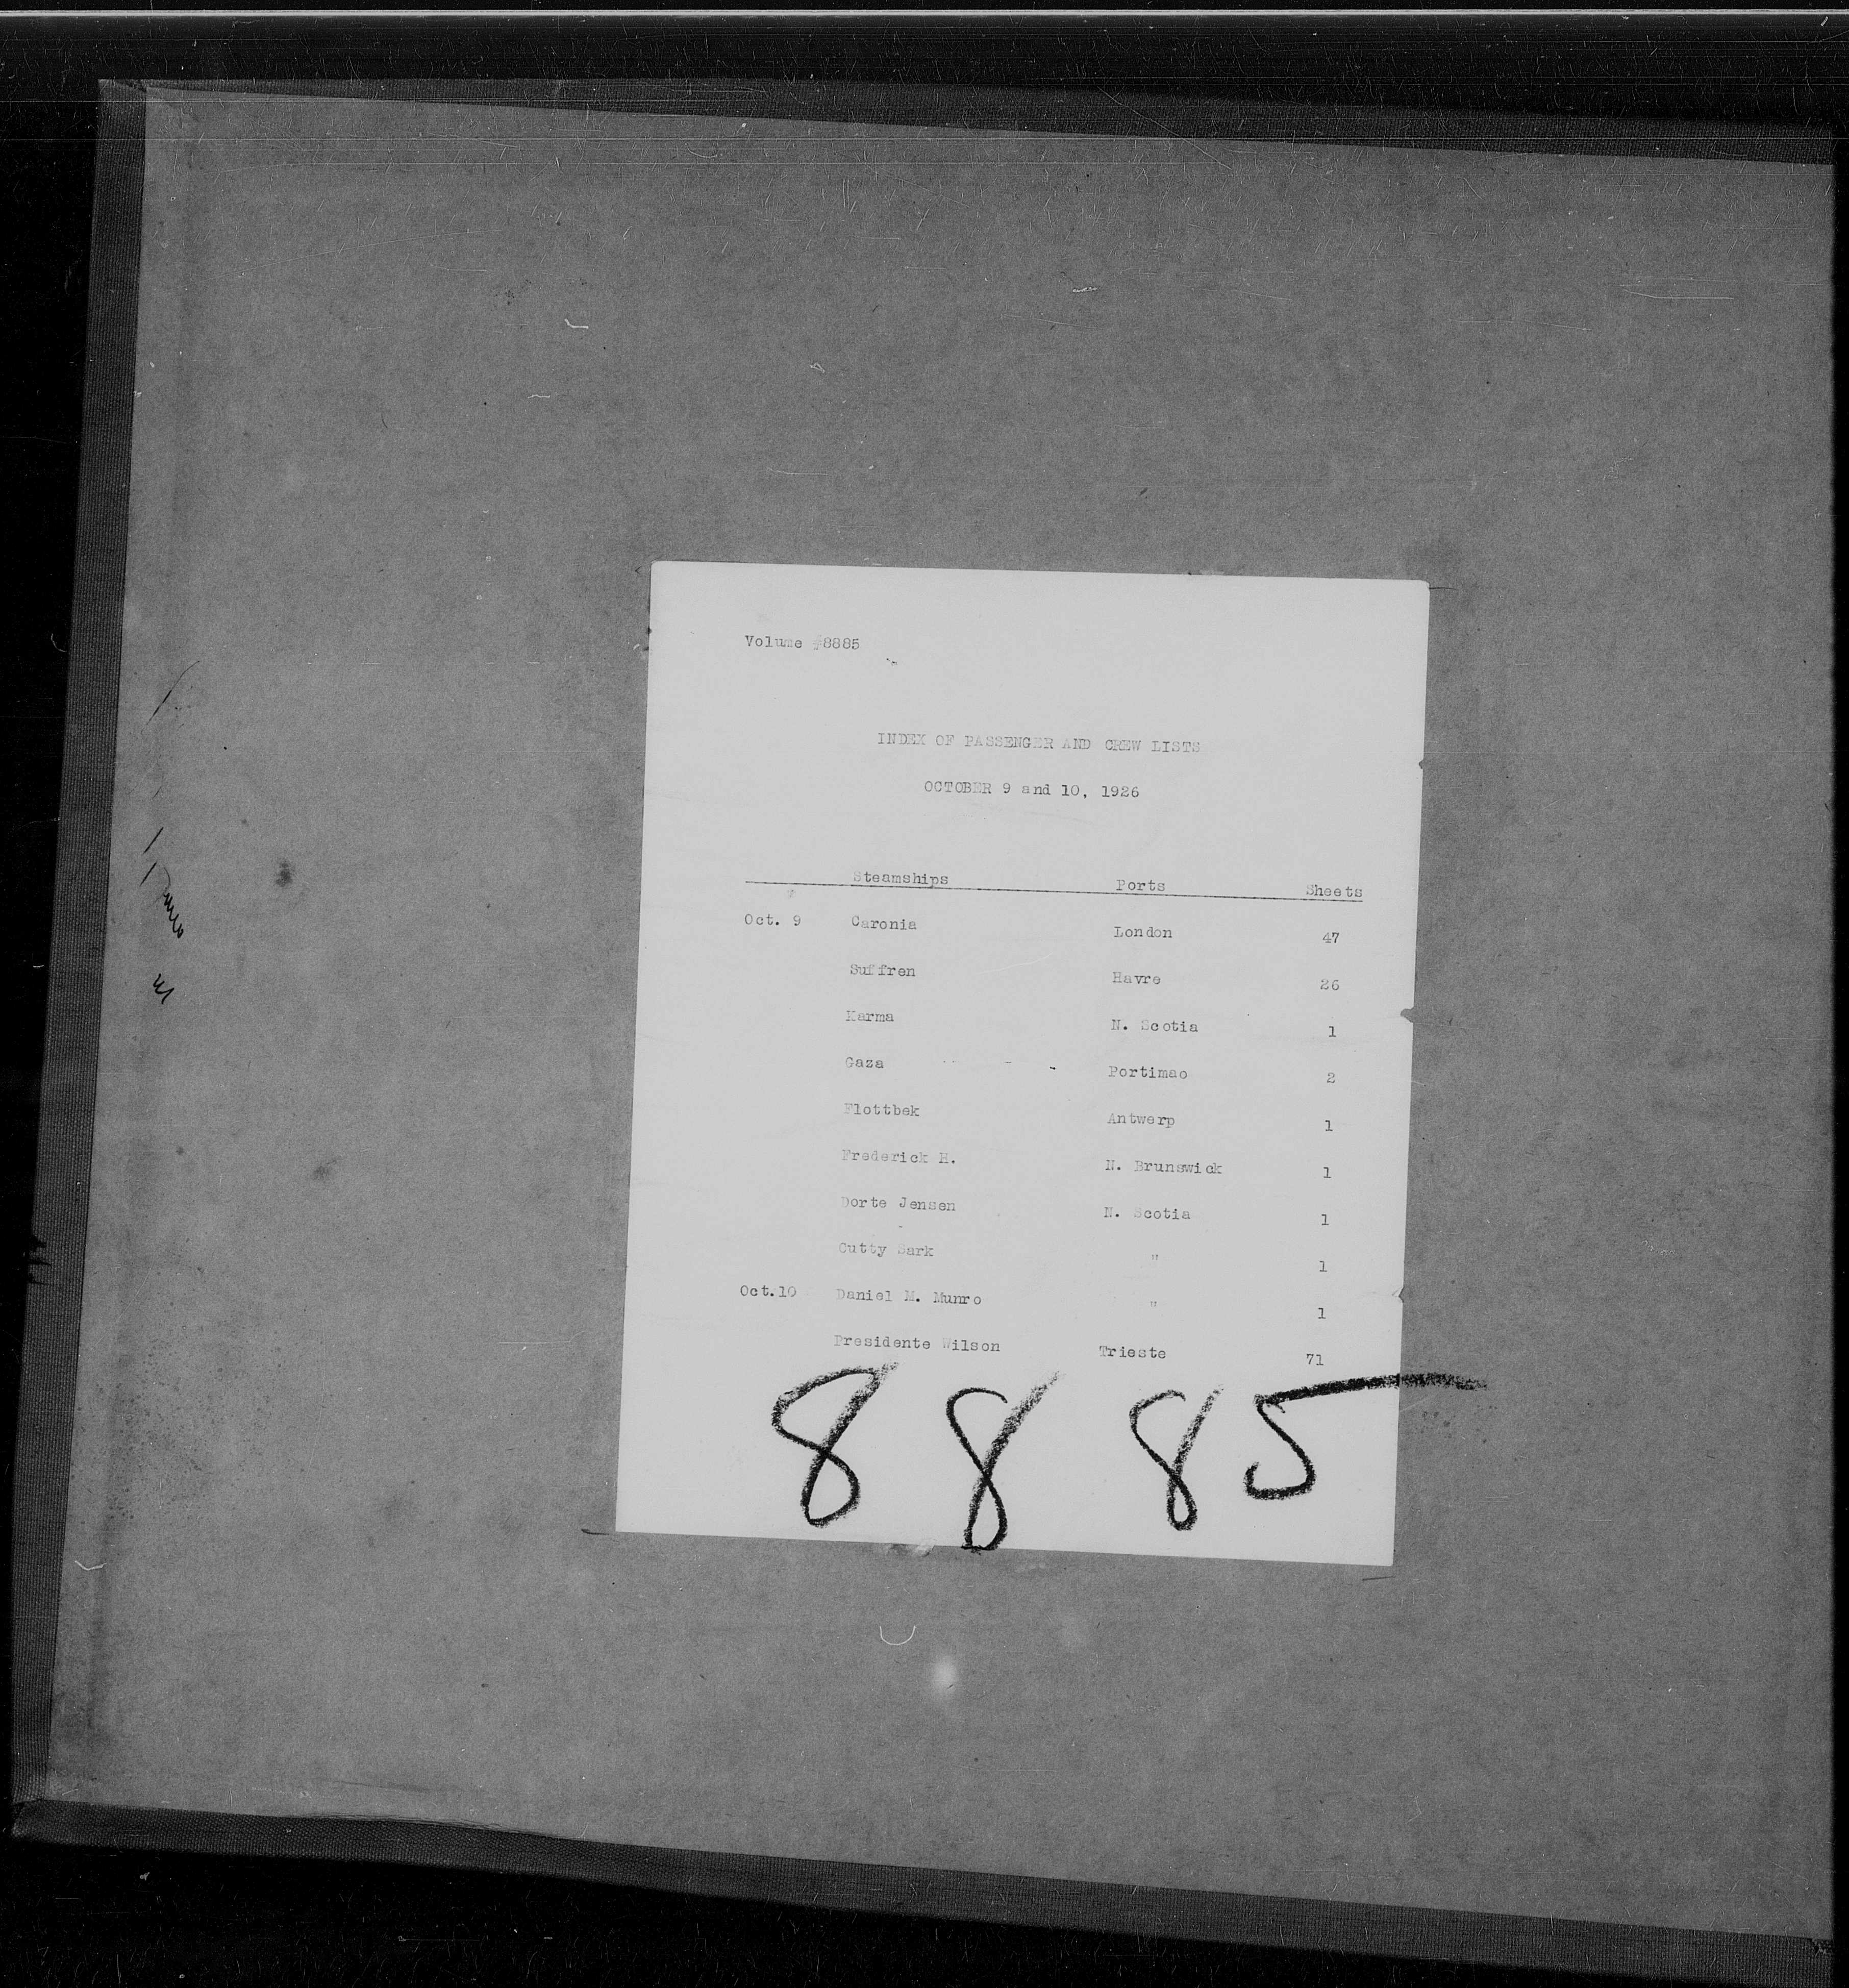 Volume #8885
INDEX OF PASSENGER AND CREW LISTS
OCTOBER 9 and 10, 1926
Steamships Ports Sheets
Oct. 9 Caronia London 47
Suffren Havre 26
Karma N. Scotia 1
Gaza Portimao 2
Flottbek Antwerp 1
Frederick H. N. Brunswick 1
Dorte Jensen N. Scotia 1
Cutty Sark " 1
Oct.10 Daniel M. Munro " 1
Presidente Wilson Trieste 71
8885